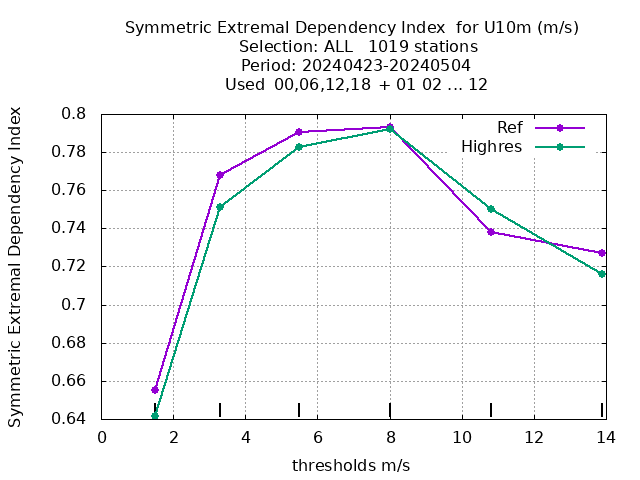 Symmetric Extremal Dependency Index  for U10m (m/s)
Selection: ALL   1019 stations
Period: 20240423-20240504
Used  00,06,12,18 + 01 02 ... 12
Symmetric Extremal Dependency Index
0.8
0.78
0.76
0.74
0.72
0.7
0.68
0.66
0.64
Ref
Highres
0 2 4 6 8 10 12 14
thresholds m/s